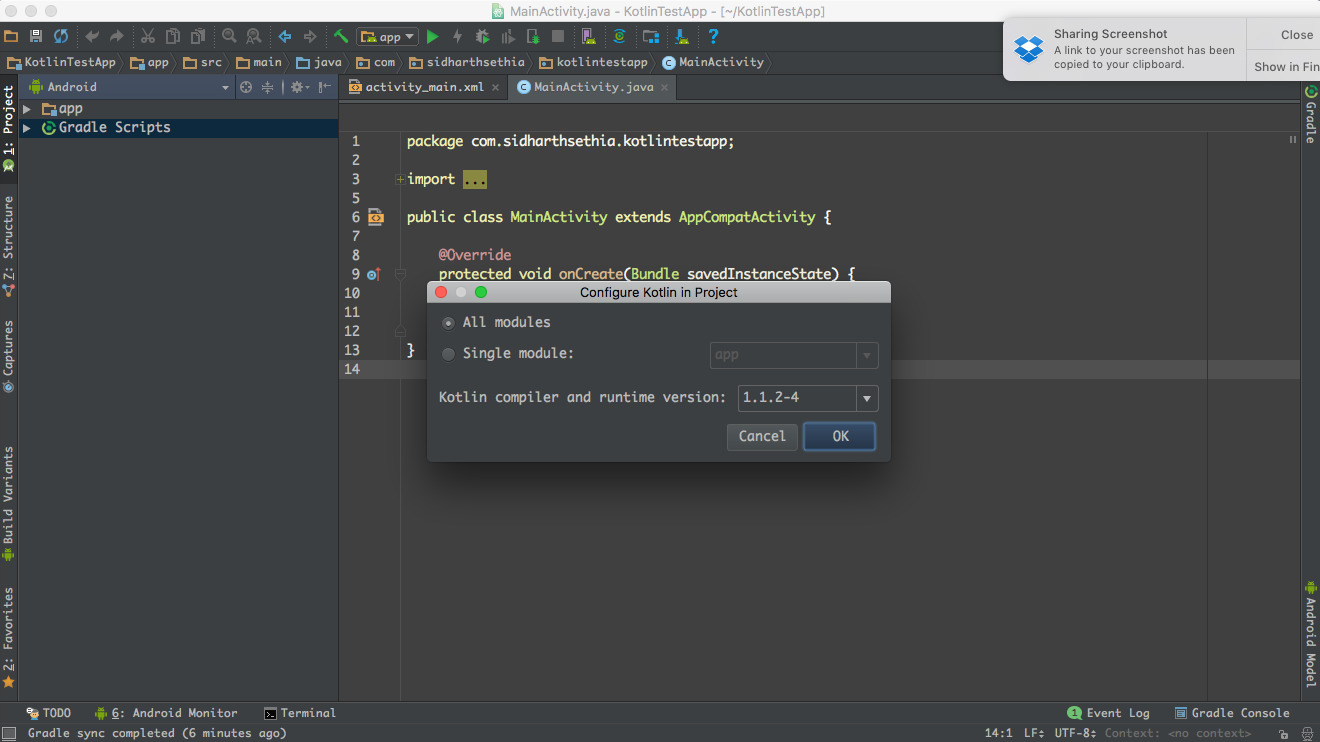 MainActivity.java - KotlinTestApp - [~/KotlinTestApp]
app
Sharing Screenshot
A link to your screenshot has been
copied to your clipboard.
Close
Show in Fin
KotlinTestApp app src main java com sidharthsethia kotlintestapp MainActivity
Android
activity_main.xml
MainActivity.java
1: Project
7: Structure
Captures
Build Variants
2: Favorites
app
Gradle Scripts
1 package com.sidharthsethia.kotlintestapp;
2
3 import ...
5
6 public class MainActivity extends AppCompatActivity {
7
8 @Override
9 protected void onCreate(Bundle savedInstanceState) {
10
11
12
13 }
14
Configure Kotlin in Project
All modules
Single module: app
Kotlin compiler and runtime version: 1.1.2-4
Cancel OK
Gradle
Android Model
TODO 6: Android Monitor Terminal 1 Event Log Gradle Console
Gradle sync completed (6 minutes ago) 14:1 LF UTF-8 Context: <no context>